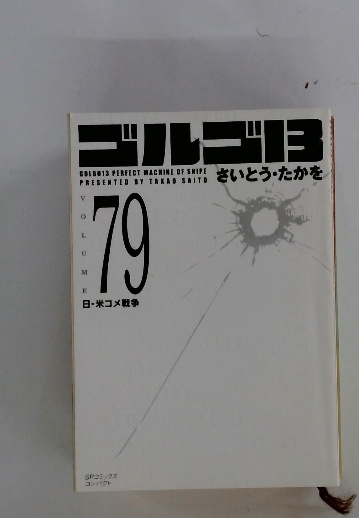 ゴルゴ13
GOLGO13 PERFECT MACHINE OF SNIPE
PRESENTED BY TAKAO SAITO
さいとう・たかを
VOLUME
79
日・米コメ戦争
SPコミックス
コンパクト